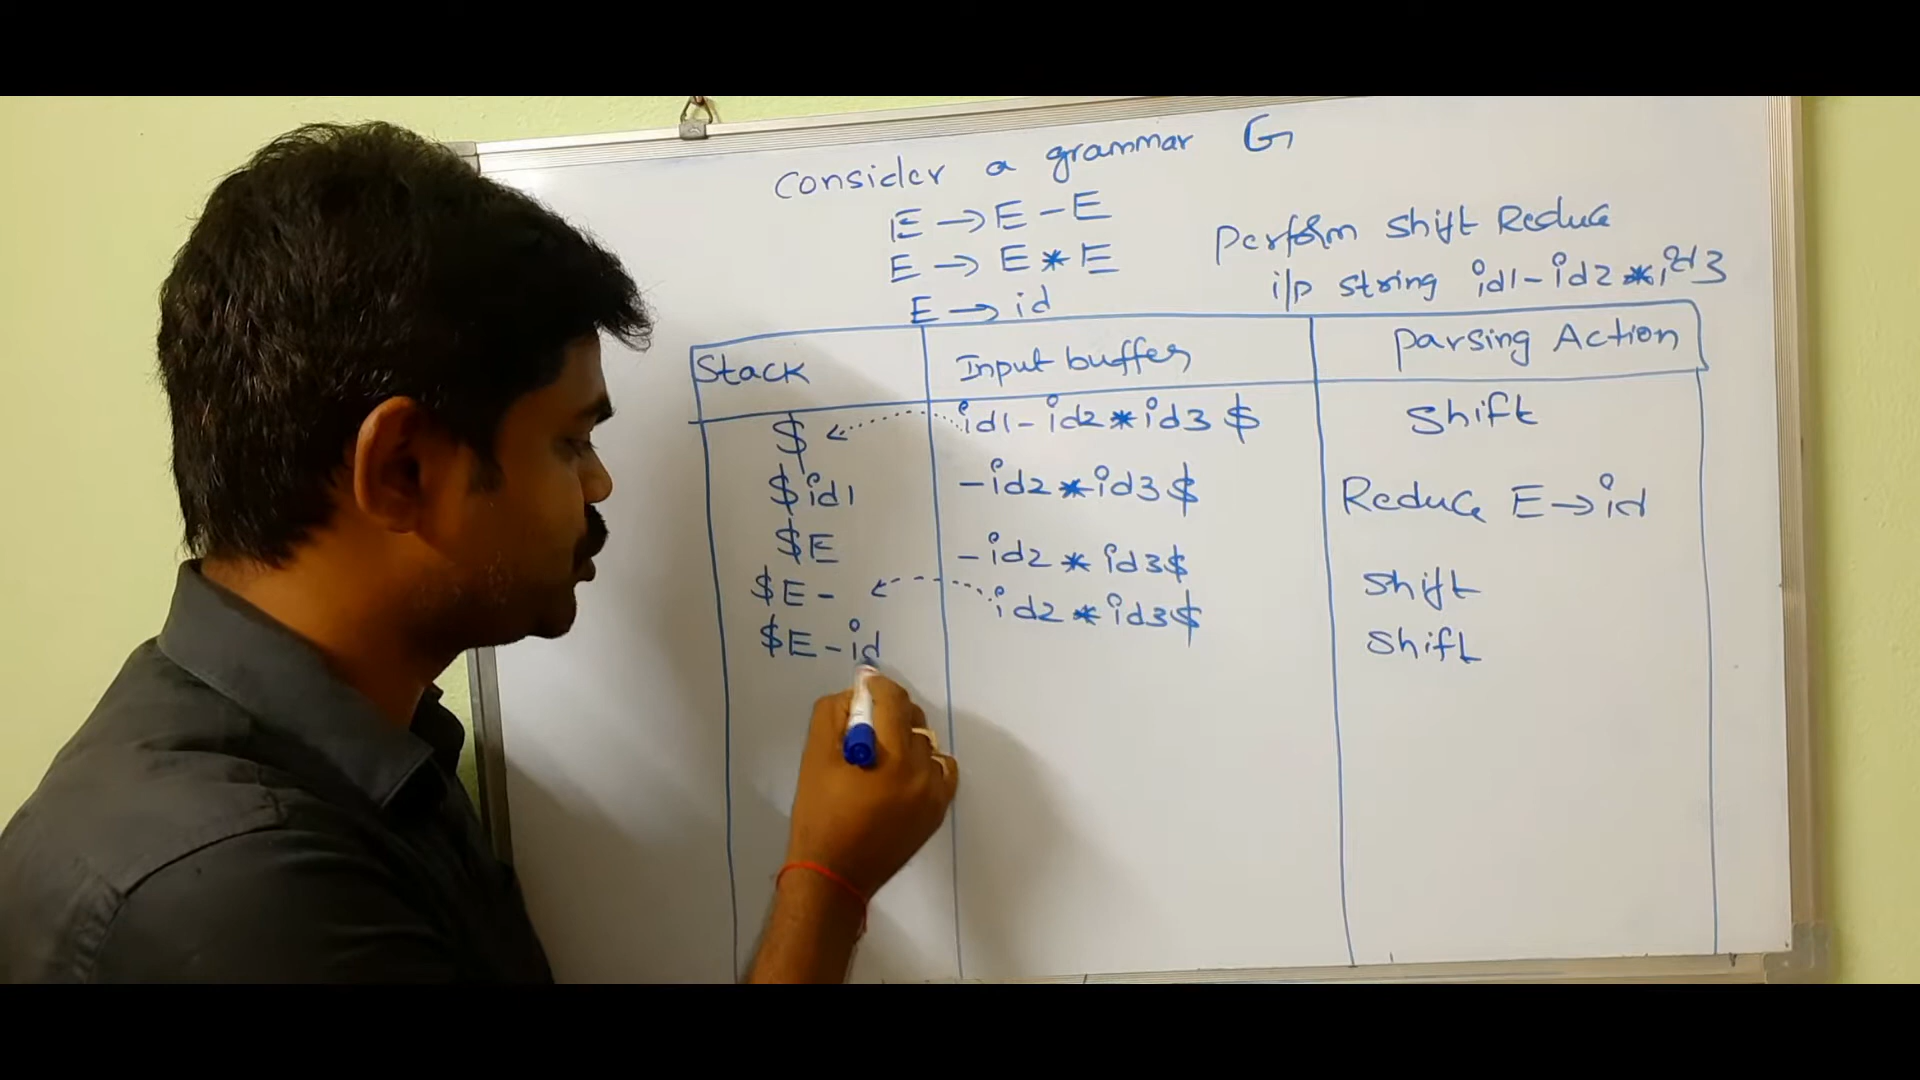 Consider a grammar G
E → E - E
E → E * E
E → id
Perform Shift Reduce
i/p string id1 - id2 * id3
Stack Input buffer Parsing Action
$ id1 - id2 * id3 $ Shift
$ id1 - id2 * id3 $ Reduce E → id
$E - id2 * id3 $ Shift
$E - id2 * id3 $ Shift
$E - id